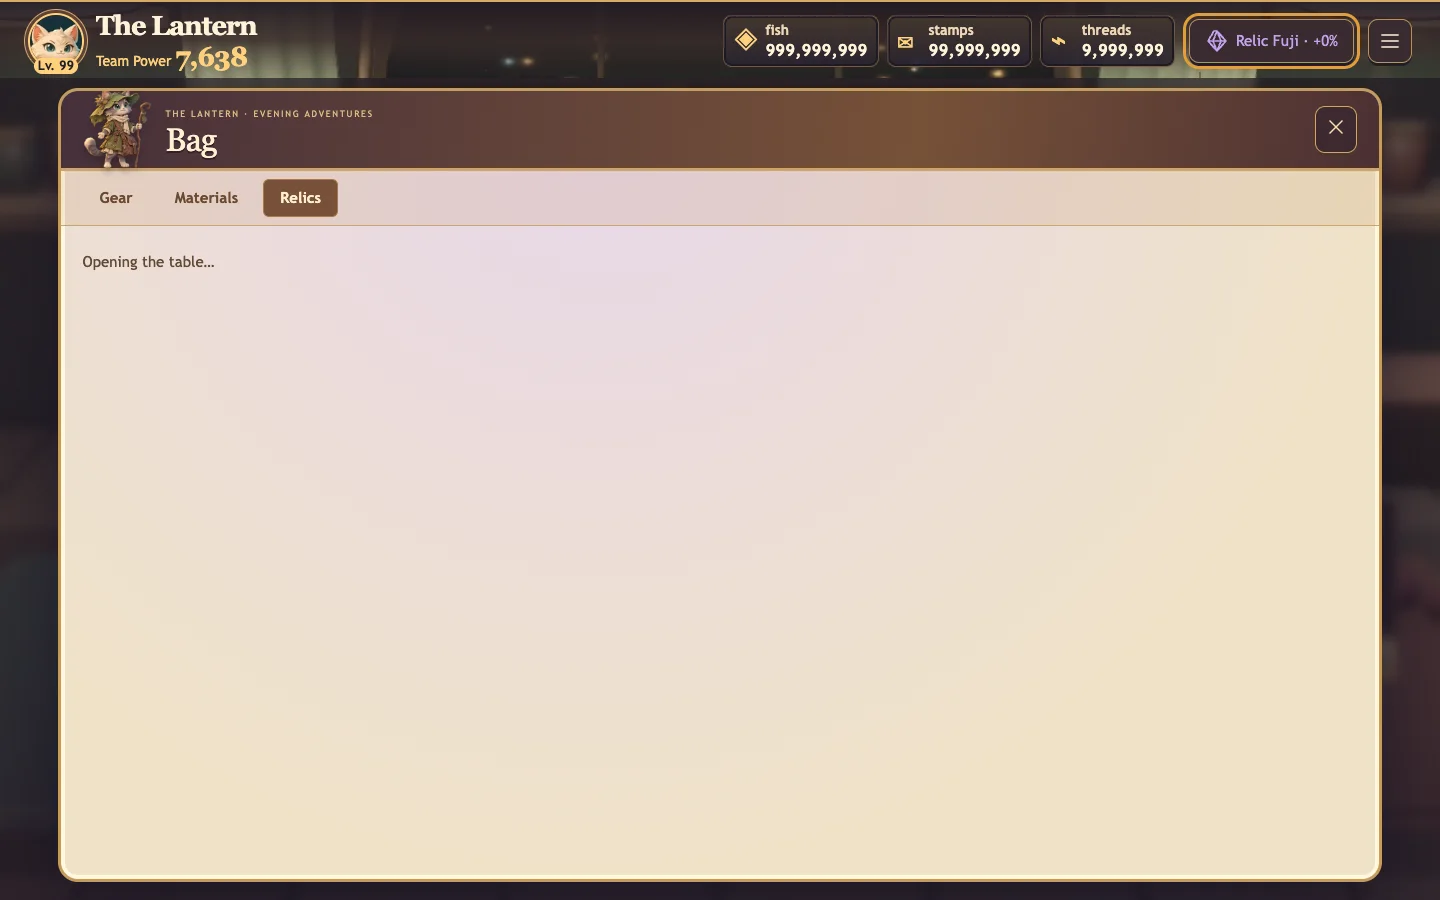 The Lantern
Team Power 7,638
Lv. 99
fish
999,999,999
stamps
99,999,999
threads
9,999,999
Relic Fuji · +0%
THE LANTERN · EVENING ADVENTURES
Bag
Gear
Materials
Relics
Opening the table...